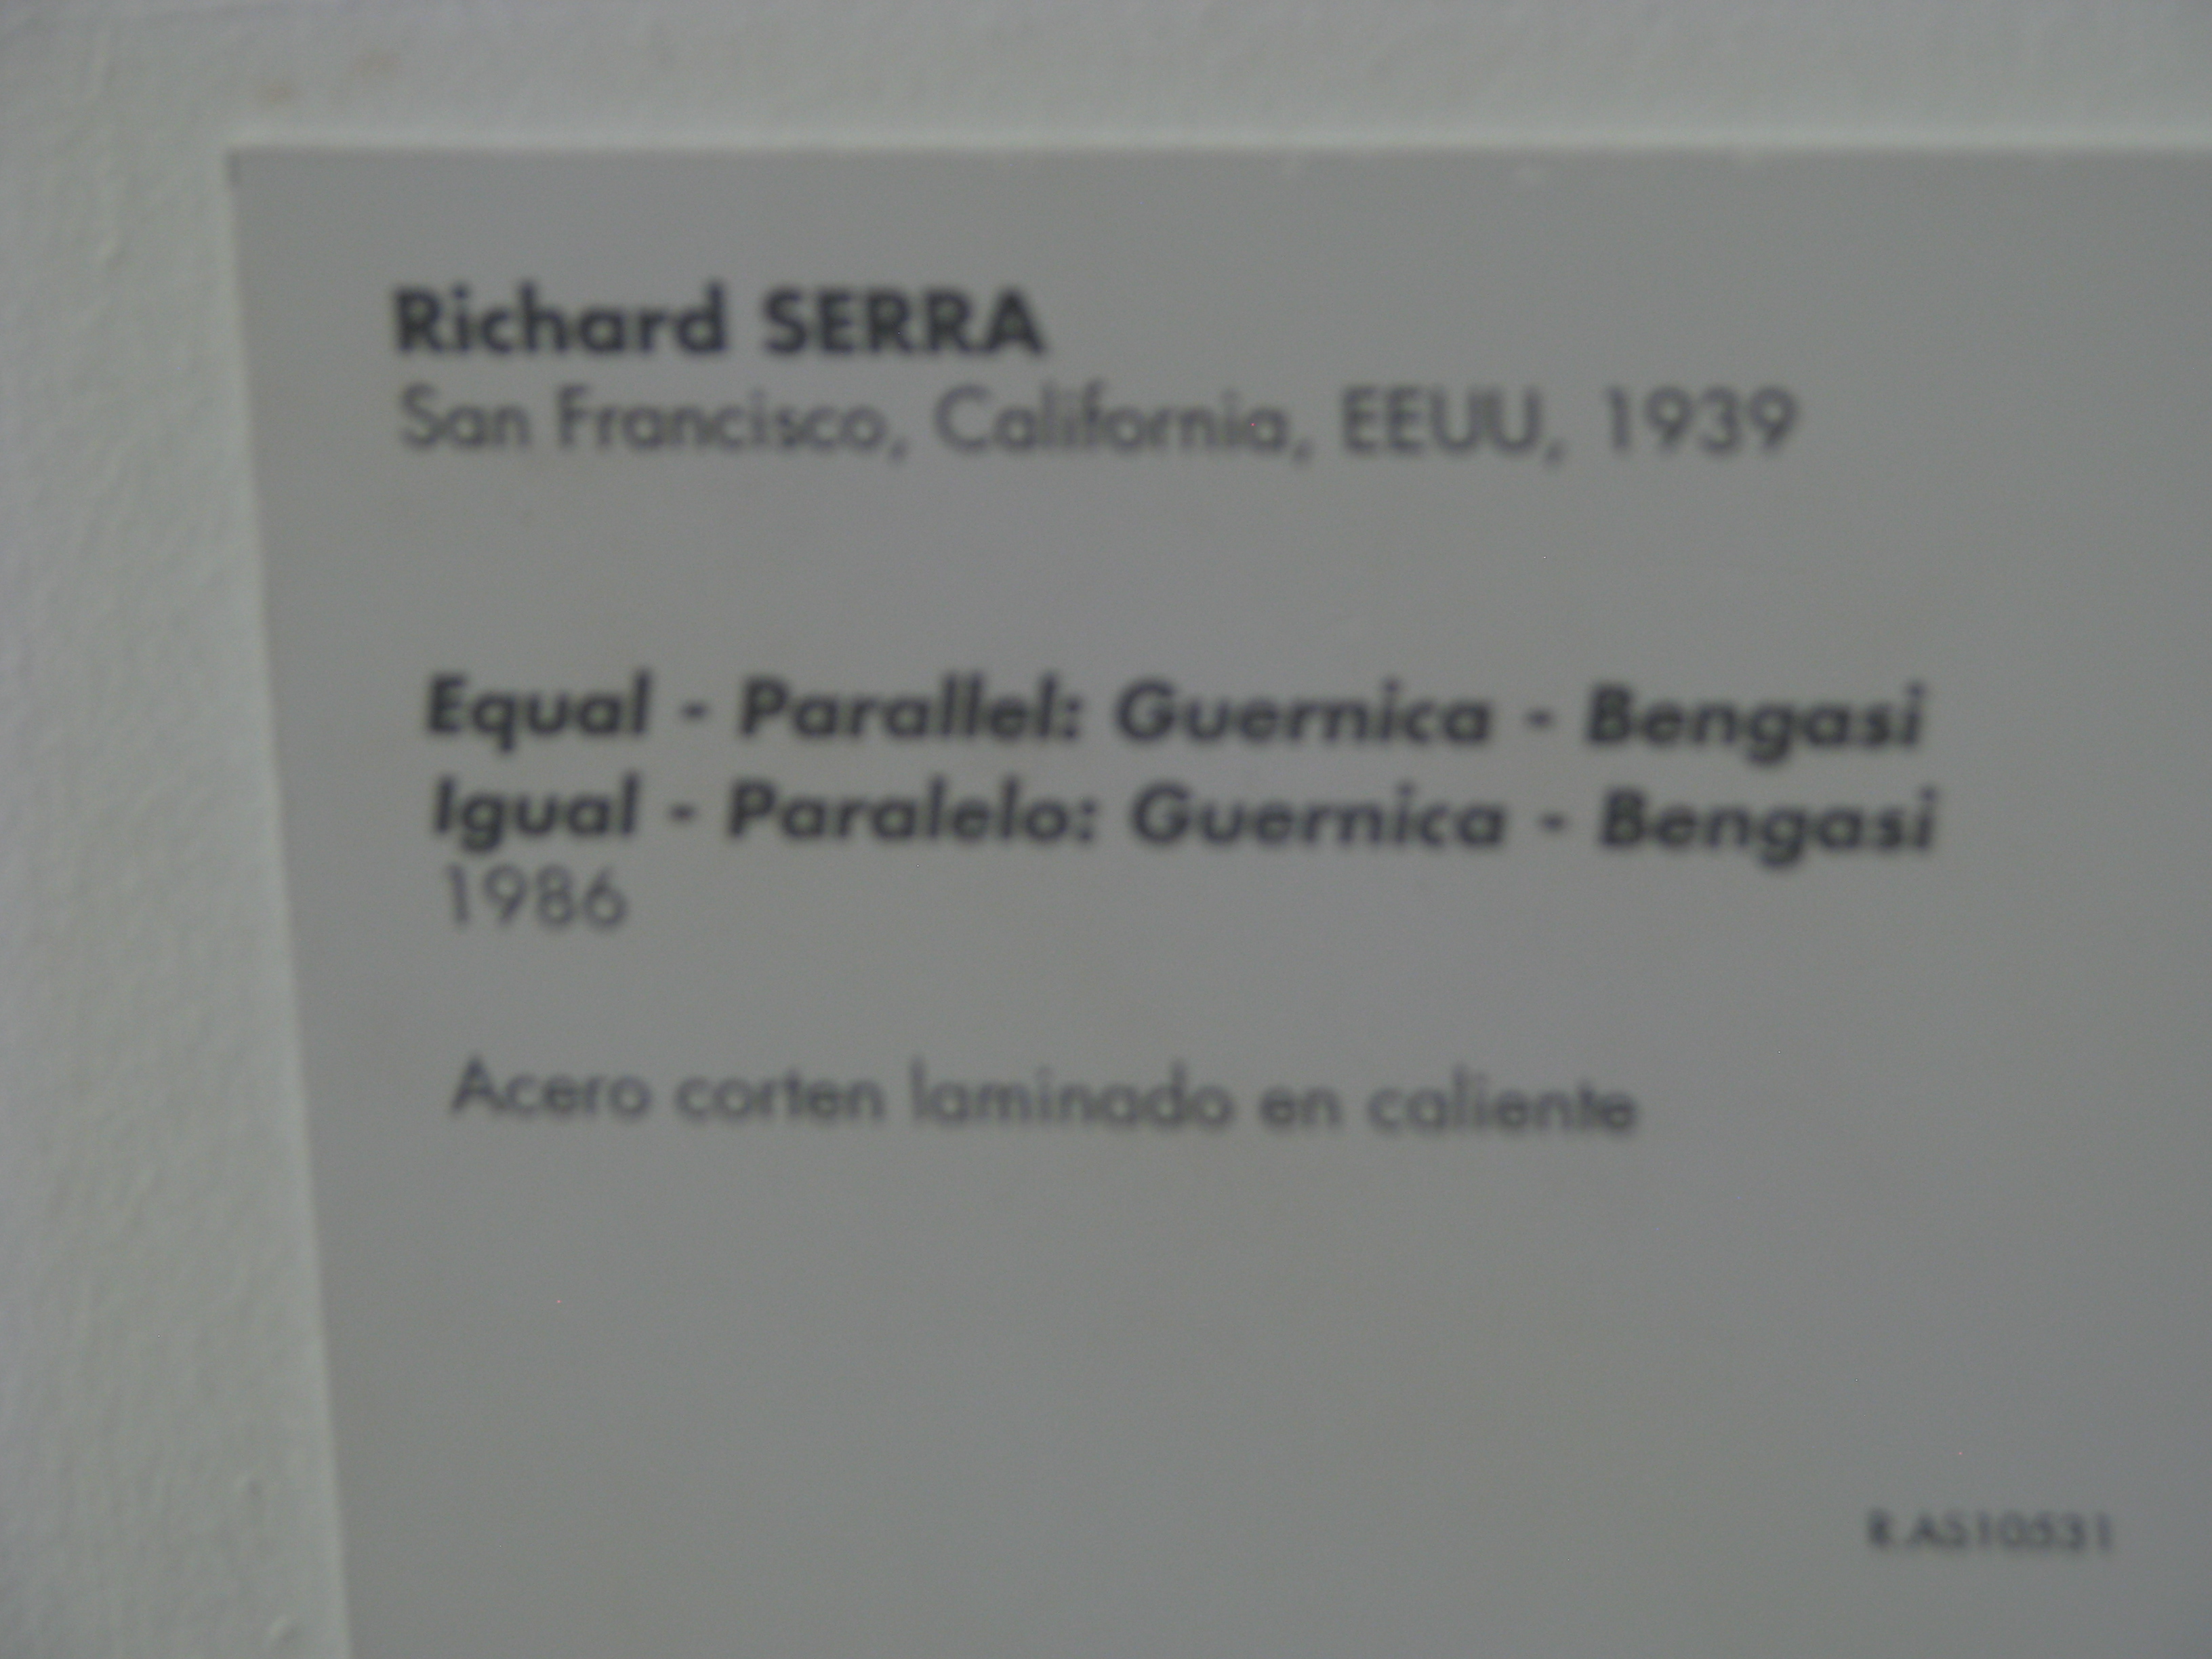 Richard SERRA
San Francisco, California, EEUU, 1939
Equal - Parallel: Guernica - Bengasi
Igual - Paralelo: Guernica - Bengasi
1986
Acero corten laminado en caliente
R.AS10531